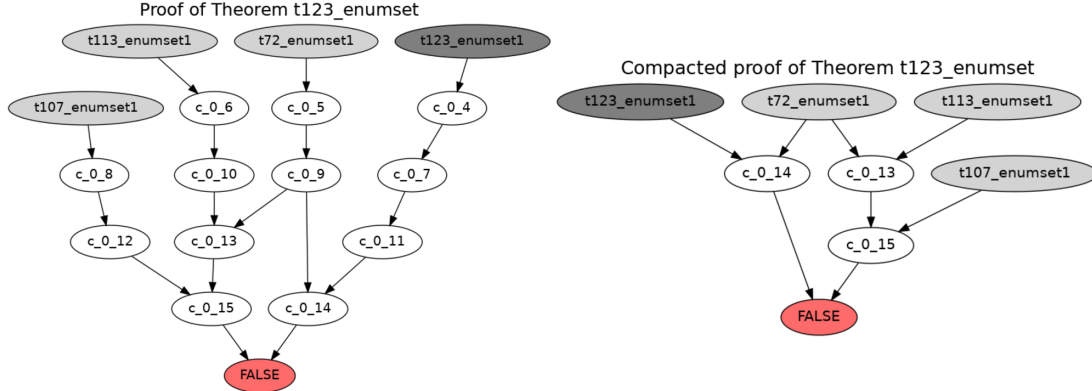 Proof of Theorem t123_enumset
t113_enumset1
t72_enumset1
t123_enumset1
t107_enumset1
c_0_6
c_0_5
c_0_4
c_0_8
c_0_10
c_0_9
c_0_7
c_0_12
c_0_13
c_0_11
c_0_15
c_0_14
FALSE
Compacted proof of Theorem t123_enumset
t123_enumset1
t72_enumset1
t113_enumset1
c_0_14
c_0_13
t107_enumset1
c_0_15
FALSE